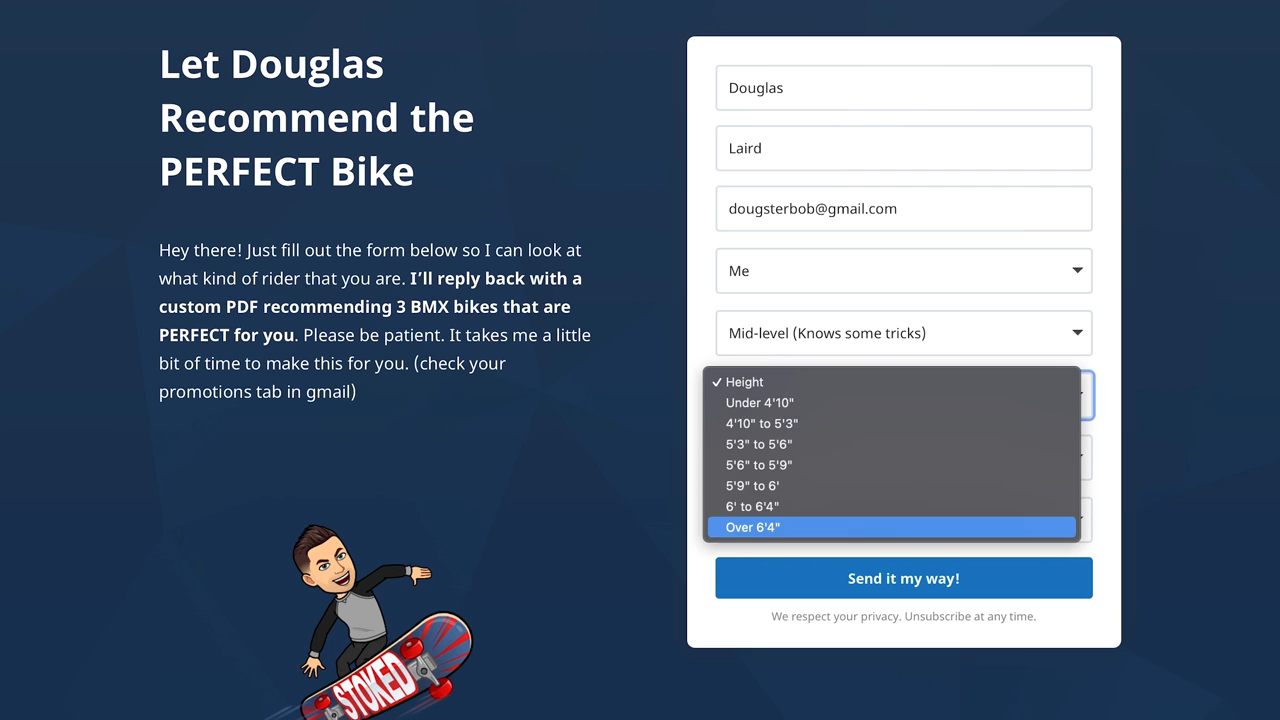 Let Douglas
Recommend the
PERFECT Bike
Hey there! Just fill out the form below so I can look at
what kind of rider that you are. I'll reply back with a
custom PDF recommending 3 BMX bikes that are
PERFECT for you. Please be patient. It takes me a little
bit of time to make this for you. (check your
promotions tab in gmail)
STOKED
Douglas
Laird
dougsterbob@gmail.com
Me
Mid-level (Knows some tricks)
Height
Under 4'10"
4'10" to 5'3"
5'3" to 5'6"
5'6" to 5'9"
5'9" to 6'
6' to 6'4"
Over 6'4"
Send it my way!
We respect your privacy. Unsubscribe at any time.